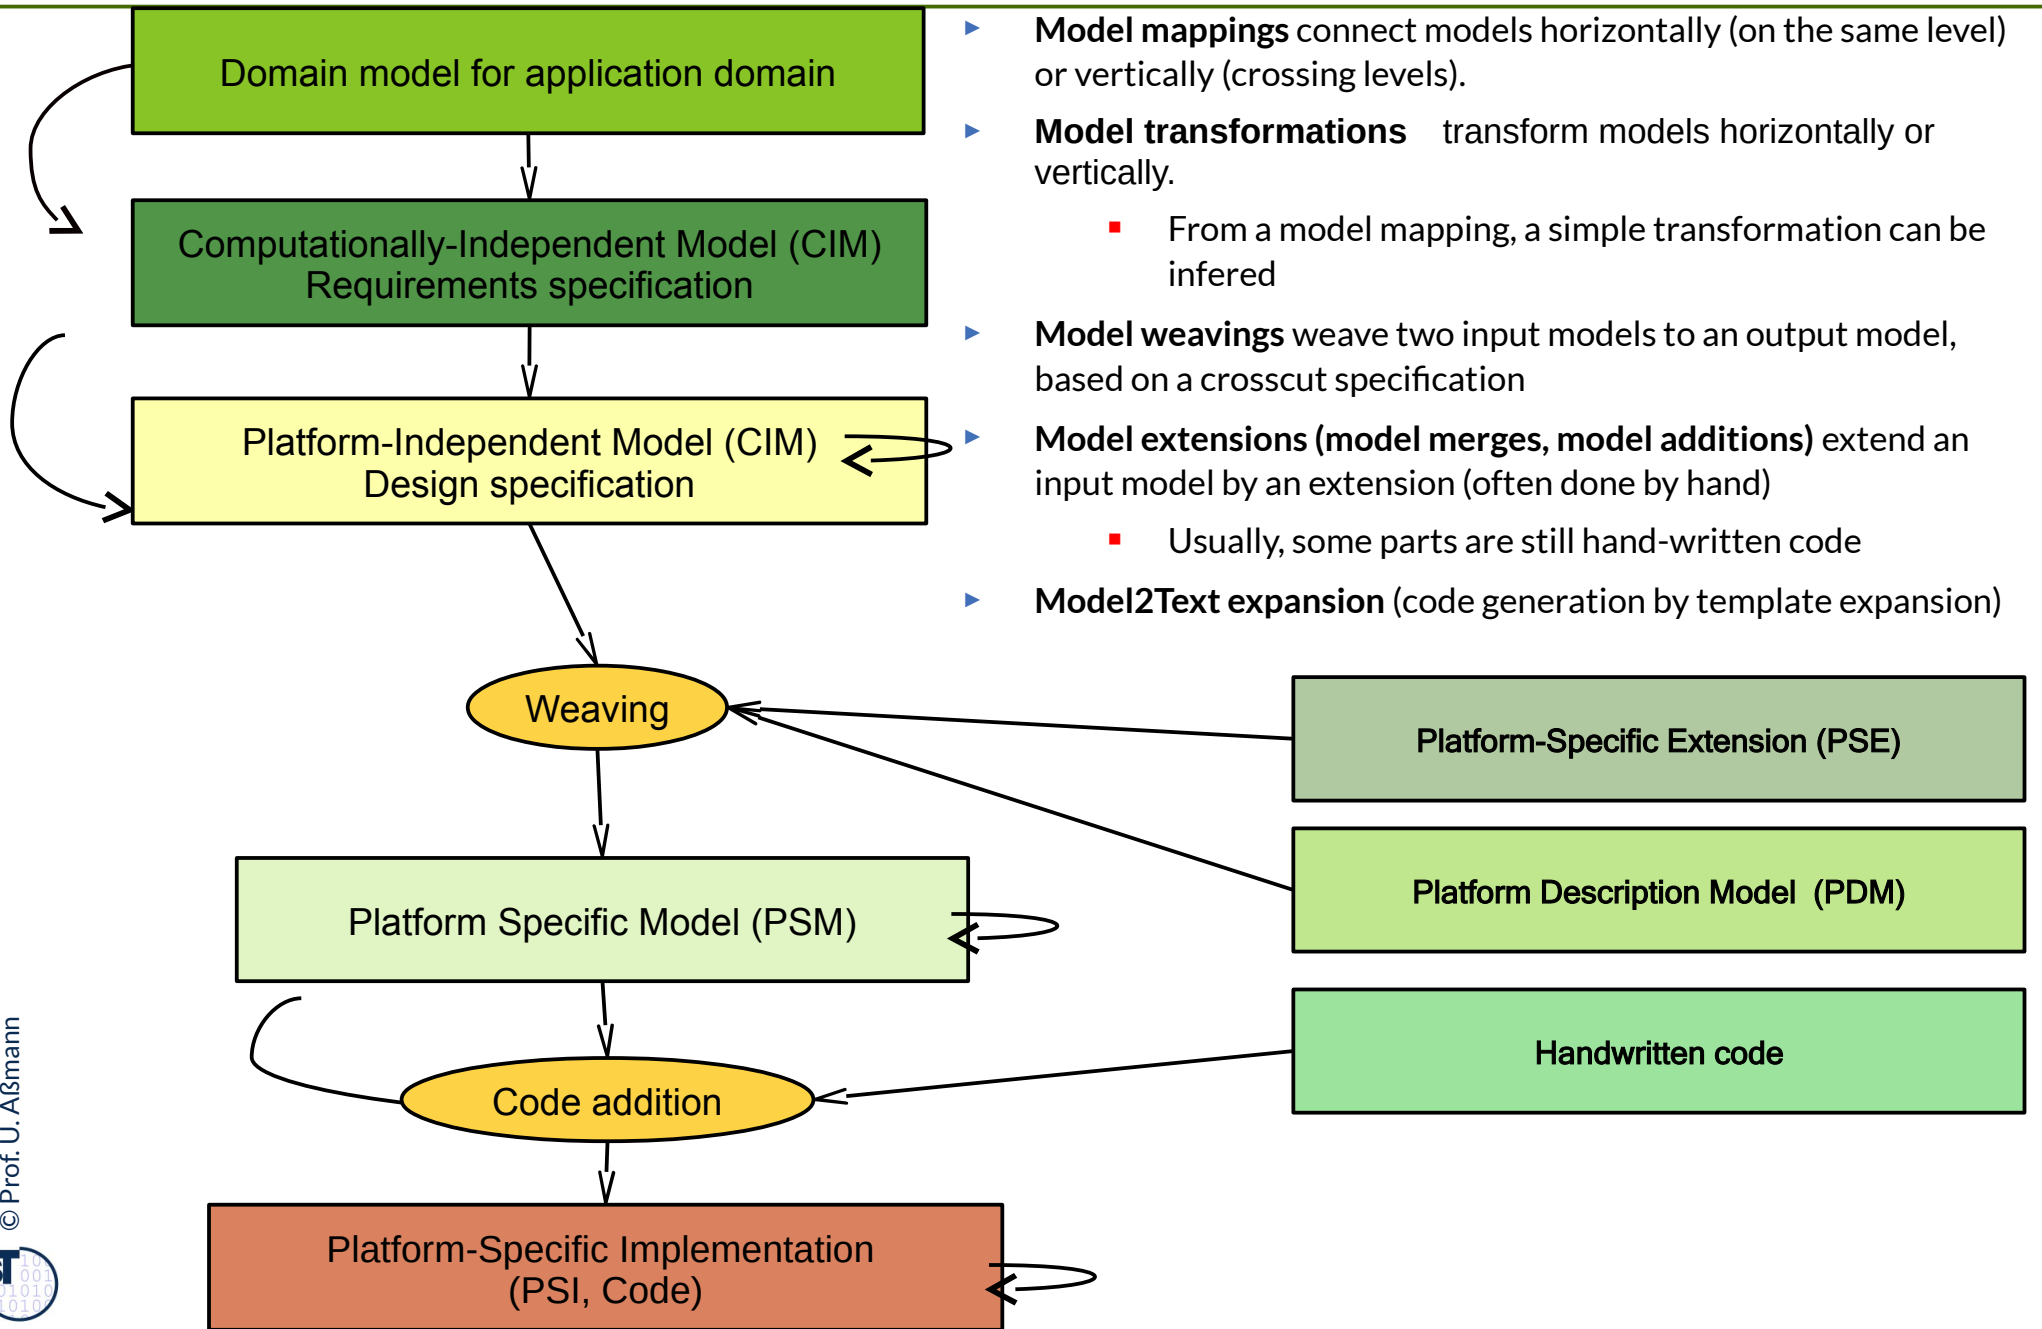 Domain model for application domain
Computationally-Independent Model (CIM)
Requirements specification
Platform-Independent Model (CIM)
Design specification
Weaving
Platform Specific Model (PSM)
Code addition
Platform-Specific Implementation
(PSI, Code)
Model mappings connect models horizontally (on the same level)
or vertically (crossing levels).
Model transformations transform models horizontally or
vertically.
From a model mapping, a simple transformation can be
infered
Model weavings weave two input models to an output model,
based on a crosscut specification
Model extensions (model merges, model additions) extend an
input model by an extension (often done by hand)
Usually, some parts are still hand-written code
Model2Text expansion (code generation by template expansion)
Platform-Specific Extension (PSE)
Platform Description Model (PDM)
Handwritten code
© Prof. U. Aßmann